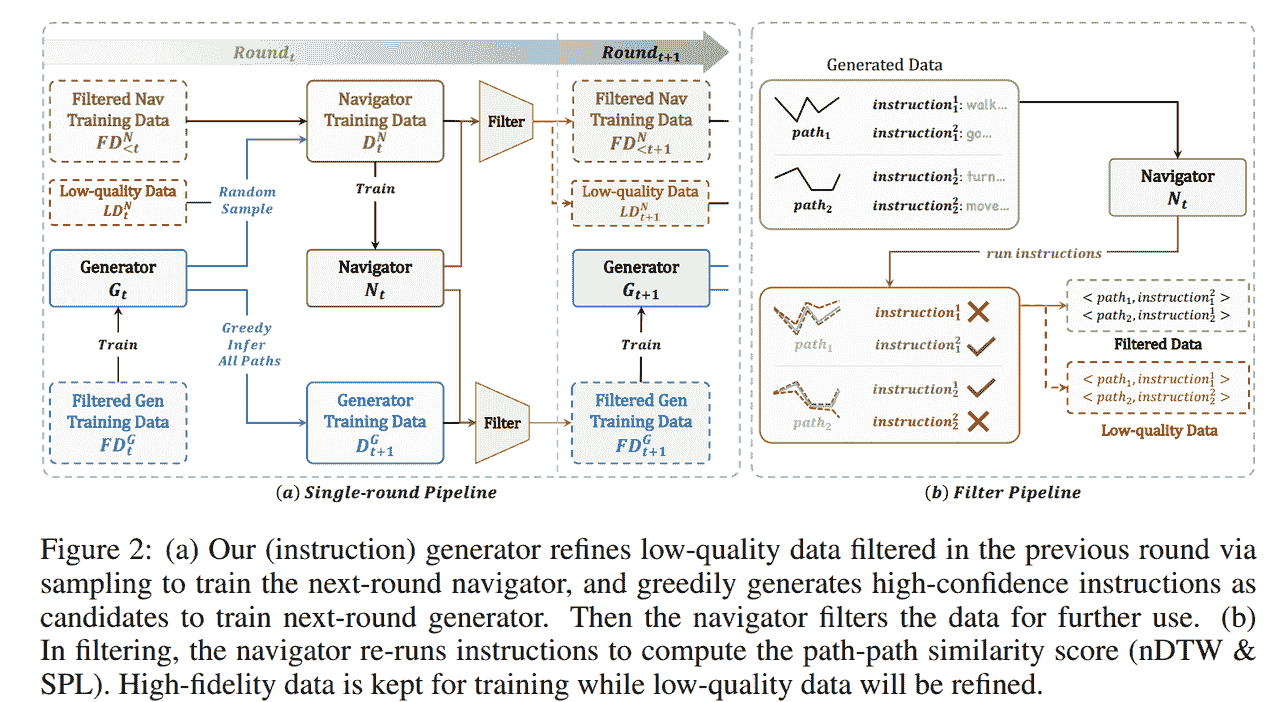 Round_t
Round_{t+1}
Filtered Nav
Training Data
FD^N_{<t}
Low-quality Data
LD^N_t
Random
Sample
Generator
G_t
Train
Greedy
Infer
All Paths
Filtered Gen
Training Data
FD^G_t
Navigator
Training Data
D^N_t
Train
Navigator
N_t
Generator
Training Data
D^G_{t+1}
Filter
Filter
Filtered Nav
Training Data
FD^N_{<t+1}
Low-quality Data
LD^N_{t+1}
Generator
G_{t+1}
Train
Filtered Gen
Training Data
FD^G_{t+1}
(a) Single-round Pipeline
Generated Data
path_1
instruction^1_1: walk...
instruction^2_1: go...
path_2
instruction^1_2: turn...
instruction^2_2: move...
Navigator
N_t
run instructions
path_1
instruction^1_1 ✗
instruction^2_1 ✓
path_2
instruction^1_2 ✓
instruction^2_2 ✗
< path_1, instruction^2_1 >
< path_2, instruction^1_2 >
Filtered Data
< path_1, instruction^1_1 >
< path_2, instruction^2_2 >
Low-quality Data
(b) Filter Pipeline
Figure 2: (a) Our (instruction) generator refines low-quality data filtered in the previous round via
sampling to train the next-round navigator, and greedily generates high-confidence instructions as
candidates to train next-round generator. Then the navigator filters the data for further use. (b)
In filtering, the navigator re-runs instructions to compute the path-path similarity score (nDTW &
SPL). High-fidelity data is kept for training while low-quality data will be refined.